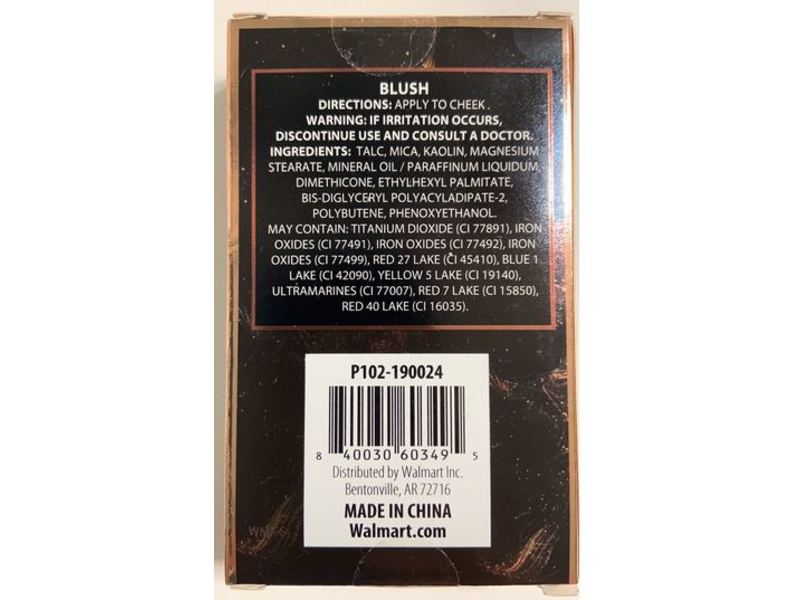 BLUSH
DIRECTIONS: APPLY TO CHEEK .
WARNING: IF IRRITATION OCCURS,
DISCONTINUE USE AND CONSULT A DOCTOR.
INGREDIENTS: TALC, MICA, KAOLIN, MAGNESIUM
STEARATE, MINERAL OIL / PARAFFINUM LIQUIDUM,
DIMETHICONE, ETHYLHEXYL PALMITATE,
BIS-DIGLYCERYL POLYACYLADIPATE-2,
POLYBUTENE, PHENOXYETHANOL.
MAY CONTAIN: TITANIUM DIOXIDE (CI 77891), IRON
OXIDES (CI 77491), IRON OXIDES (CI 77492), IRON
OXIDES (CI 77499), RED 27 LAKE (CI 45410), BLUE 1
LAKE (CI 42090), YELLOW 5 LAKE (CI 19140),
ULTRAMARINES (CI 77007), RED 7 LAKE (CI 15850),
RED 40 LAKE (CI 16035).
P102-190024
8 40030 60349 5
Distributed by Walmart Inc.
Bentonville, AR 72716
MADE IN CHINA
Walmart.com